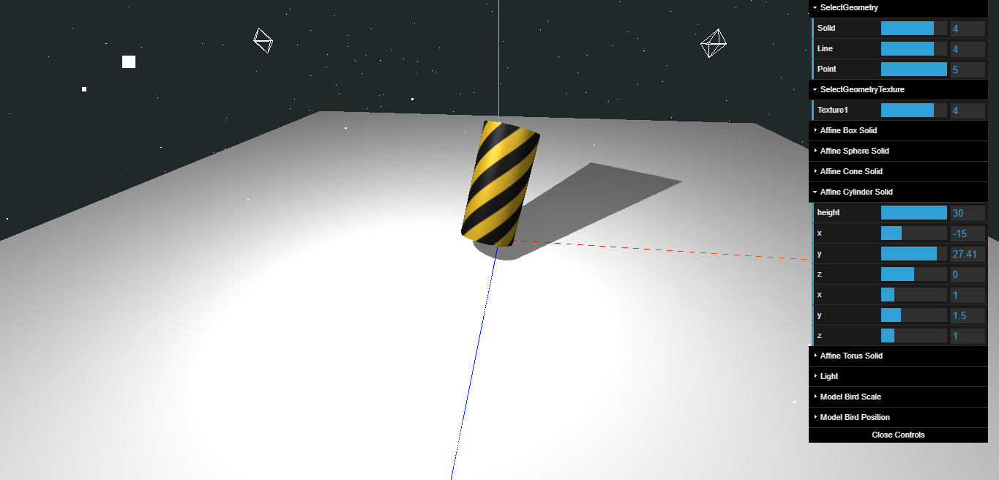 SelectGeometry
Solid 4
Line 4
Point 5
SelectGeometryTexture
Texture1 4
Affine Box Solid
Affine Sphere Solid
Affine Cone Solid
Affine Cylinder Solid
height 30
x -15
y 27.41
z 0
x 1
y 1.5
z 1
Affine Torus Solid
Light
Model Bird Scale
Model Bird Position
Close Controls